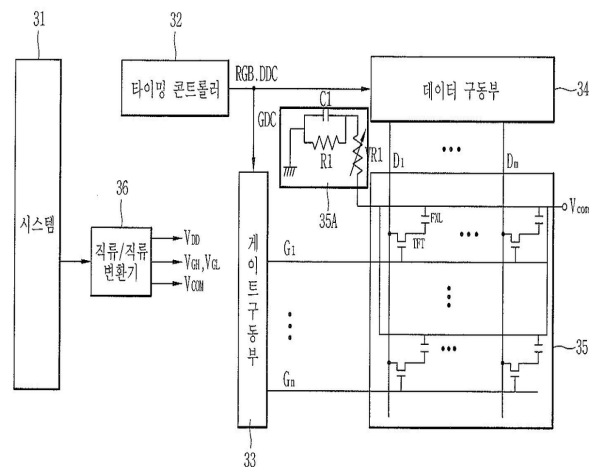 31
32
타이밍 콘트롤러
RGB.DDC
데이터 구동부
34
GDC
C1
R1
VR1
35A
D1
Dm
Vcom
시스템
36
직류/직류
변환기
VDD
VGH,VGL
VCOM
게이트구동부
33
G1
Gn
PXL
TFT
35